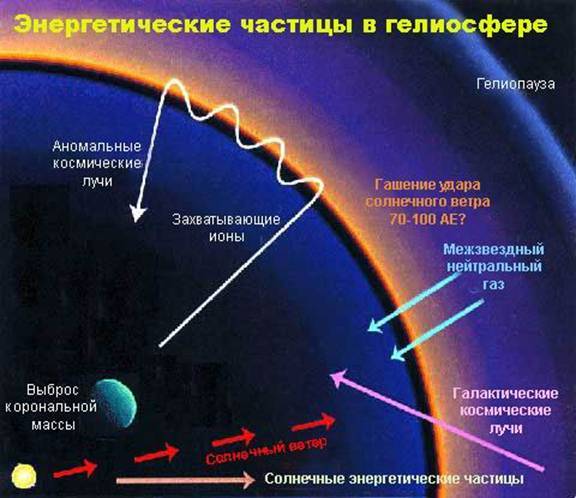 Энергетические частицы в гелиосфере
Гелиопауза
Аномальные
космические
лучи
Захватывающие
ионы
Гашение удара
солнечного ветра
70-100 АЕ?
Межзвездный
нейтральный
газ
Выброс
корональной
массы
Галактические
космические
лучи
Солнечный ветер
Солнечные энергетические частицы